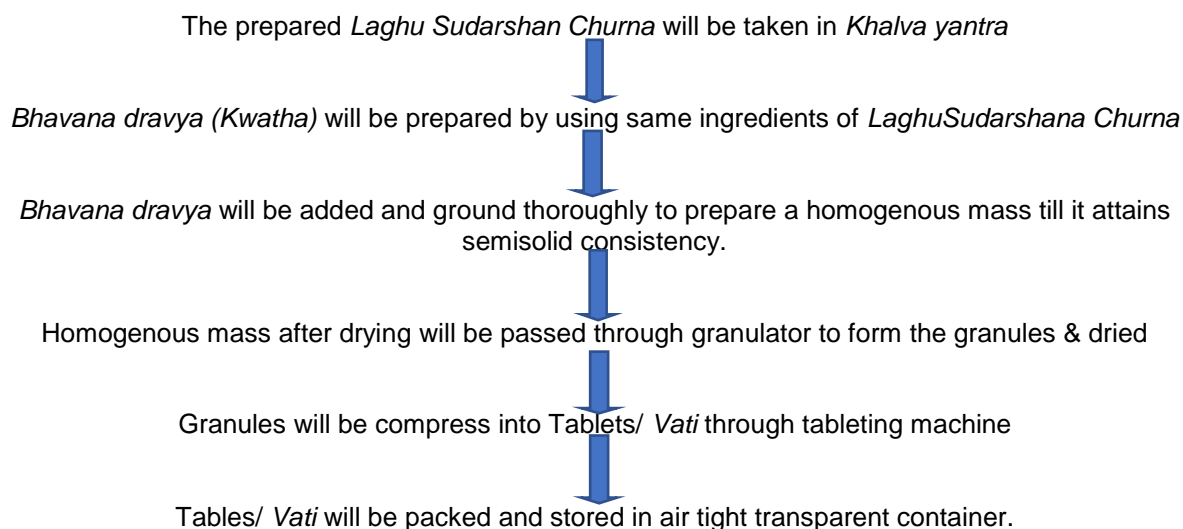 The prepared Laghu Sudarshan Churna will be taken in Khalva yantra
Bhavana dravya (Kwatha) will be prepared by using same ingredients of LaghuSudarshana Churna
Bhavana dravya will be added and ground thoroughly to prepare a homogenous mass till it attains
semisolid consistency.
Homogenous mass after drying will be passed through granulator to form the granules & dried
Granules will be compress into Tablets/ Vati through tableting machine
Tables/ Vati will be packed and stored in air tight transparent container.